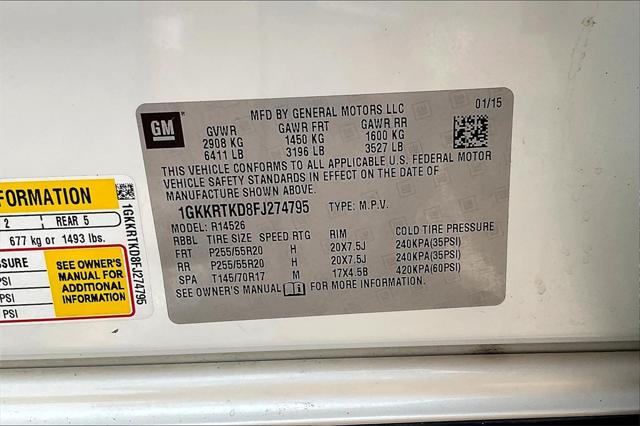 GM
MFD BY GENERAL MOTORS LLC 01/15
GVWR GAWR FRT GAWR RR
2908 KG 1450 KG 1600 KG
6411 LB 3196 LB 3527 LB
THIS VEHICLE CONFORMS TO ALL APPLICABLE U.S. FEDERAL MOTOR
VEHICLE SAFETY STANDARDS IN EFFECT ON THE DATE OF
MANUFACTURE SHOWN ABOVE.
1GKKRTKD8FJ274795 TYPE: M.P.V.
R14526
RBBL TIRE SIZE SPEED RTG RIM COLD TIRE PRESSURE
FRT P255/55R20 H 20X7.5J 240KPA(35PSI)
RR P255/55R20 H 20X7.5J 240KPA(35PSI)
SPA T145/70R17 M 17X4.5B 420KPA(60PSI)
SEE OWNER'S MANUAL FOR MORE INFORMATION.
FORMATION
2 REAR 5
677 kg or 1493 lbs.
SSURE
PSI
PSI
PSI
SEE OWNER'S
MANUAL FOR
ADDITIONAL
INFORMATION
1GKKRTKD8FJ274795